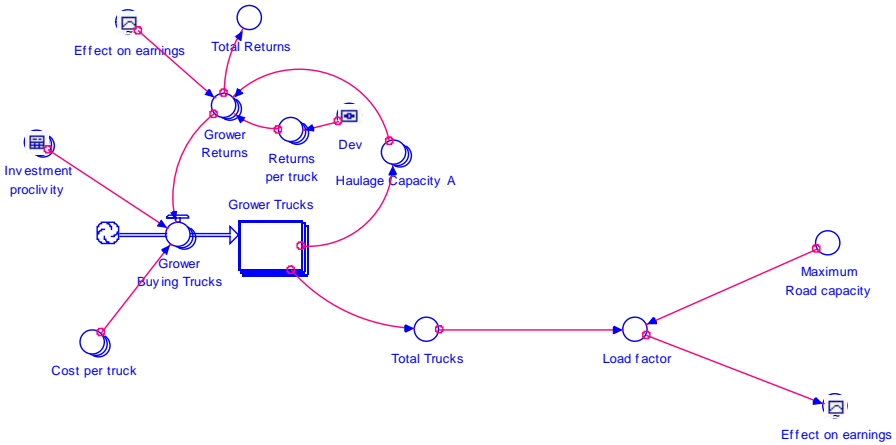 Effect on earnings
Total Returns
Grower
Returns
Returns
per truck
Dev
Haulage Capacity A
Investment
proclivity
Grower Trucks
Grower
Buying Trucks
Maximum
Road capacity
Cost per truck
Total Trucks
Load factor
Effect on earnings